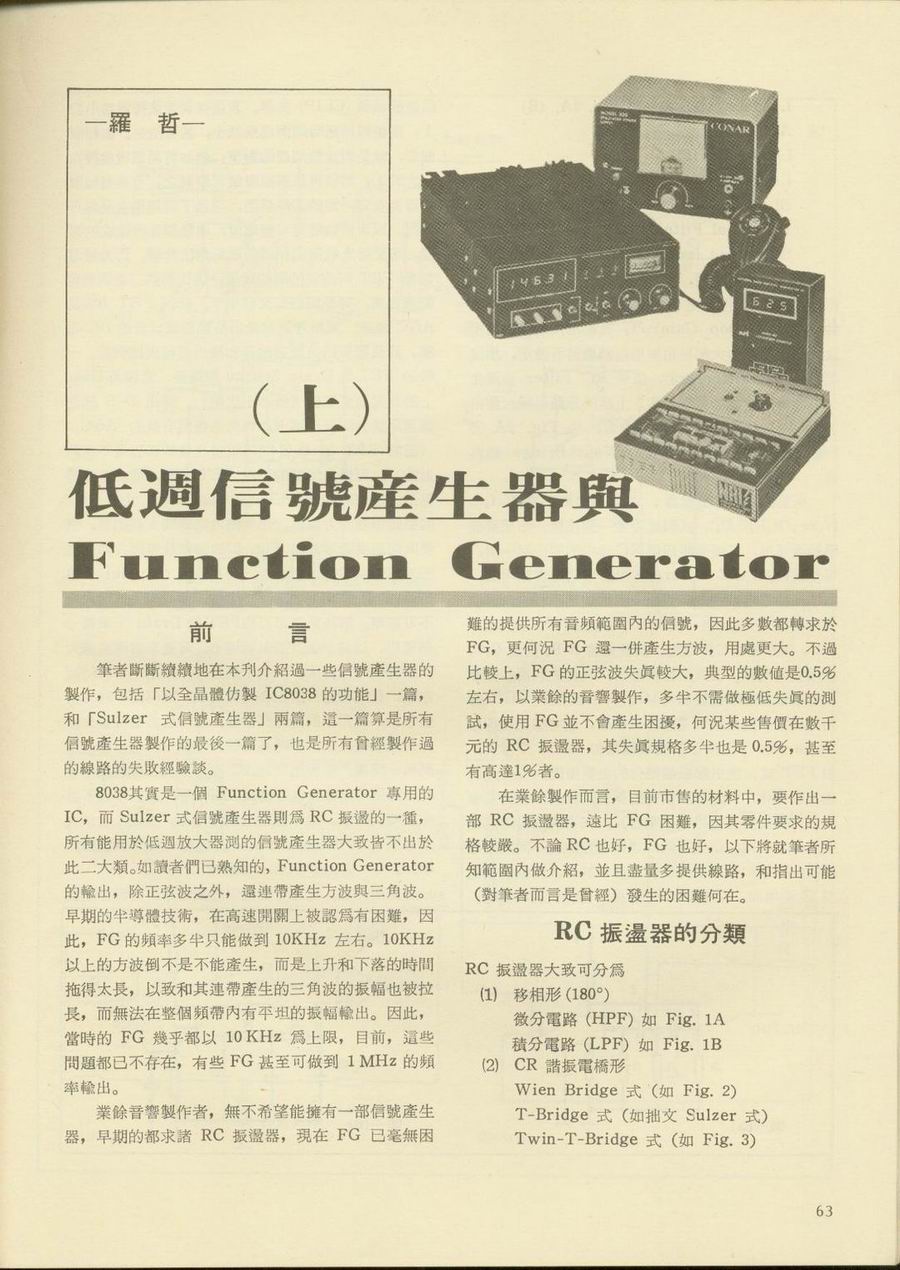 —羅　哲—
CONAR
14631
625
（上）
低週信號産生器與
Function Generator
前　　言
筆者斷斷續續地在本刊介紹過一些信號產生器的
製作，包括「以全晶體仿製 IC8038 的功能」一篇，
和「Sulzer 式信號產生器」兩篇，這一篇算是所有
信號產生器製作的最後一篇了，也是所有曾經製作過
的線路的失敗經驗談。
8038其實是一個 Function Generator 專用的
IC，而 Sulzer 式信號產生器則爲 RC 振盪的一種，
所有能用於低週放大器測的信號產生器大致皆不出於
此二大類。如讀者們已熟知的，Function Generator
的輸出，除正弦波之外，還連帶產生方波與三角波。
早期的半導體技術，在高速開關上被認爲有困難，因
此，FG 的頻率多半只能做到 10KHz 左右。10KHz
以上的方波倒不是不能產生，而是上升和下落的時間
拖得太長，以致和其連帶產生的三角波的振幅也被拉
長，而無法在整個頻帶內有平坦的振幅輸出。因此，
當時的 FG 幾乎都以 10 KHz 爲上限，目前，這些
問題都已不存在，有些 FG 甚至可做到 1 MHz 的頻
率輸出。
業餘音響製作者，無不希望能擁有一部信號產生
器，早期的都求諸 RC 振盪器，現在 FG 已毫無困
難的提供所有音頻範圍內的信號，因此多數都轉求於
FG，更何況 FG 還一併產生方波，用處更大。不過
比較上，FG 的正弦波失眞較大，典型的數値是0.5%
左右，以業餘的音響製作，多半不需做極低失眞的測
試，使用 FG 並不會產生困擾，何況某些售價在數千
元的 RC 振盪器，其失眞規格多半也是 0.5%，甚至
有高達1%者。
在業餘製作而言，目前市售的材料中，要作出一
部 RC 振盪器，遠比 FG 困難，因其零件要求的規
格較嚴。不論 RC 也好，FG 也好，以下將就筆者所
知範圍內做介紹，並且盡量多提供線路，和指出可能
（對筆者而言是曾經）發生的困難何在。
RC 振盪器的分類
RC 振盪器大致可分爲
(1)　移相形 (180°)
微分電路 (HPF) 如 Fig. 1A
積分電路 (LPF) 如 Fig. 1B
(2)　CR 諧振電橋形
Wien Bridge 式（如 Fig. 2)
T-Bridge 式（如拙文 Sulzer 式）
Twin-T-Bridge 式（如 Fig. 3)
63